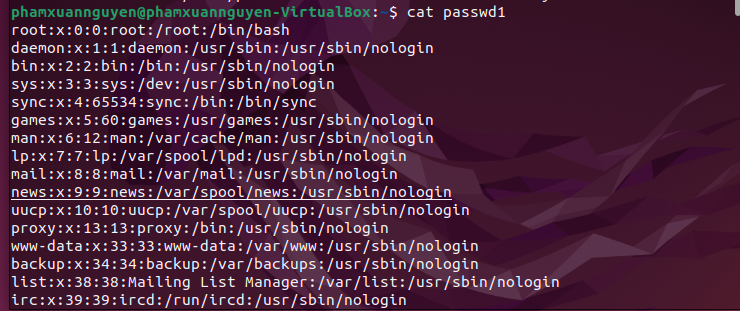 phamxuannguyen@phamxuannguyen-VirtualBox:~$ cat passwd1
root:x:0:0:root:/root:/bin/bash
daemon:x:1:1:daemon:/usr/sbin:/usr/sbin/nologin
bin:x:2:2:bin:/bin:/usr/sbin/nologin
sys:x:3:3:sys:/dev:/usr/sbin/nologin
sync:x:4:65534:sync:/bin:/bin/sync
games:x:5:60:games:/usr/games:/usr/sbin/nologin
man:x:6:12:man:/var/cache/man:/usr/sbin/nologin
lp:x:7:7:lp:/var/spool/lpd:/usr/sbin/nologin
mail:x:8:8:mail:/var/mail:/usr/sbin/nologin
news:x:9:9:news:/var/spool/news:/usr/sbin/nologin
uucp:x:10:10:uucp:/var/spool/uucp:/usr/sbin/nologin
proxy:x:13:13:proxy:/bin:/usr/sbin/nologin
www-data:x:33:33:www-data:/var/www:/usr/sbin/nologin
backup:x:34:34:backup:/var/backups:/usr/sbin/nologin
list:x:38:38:Mailing List Manager:/var/list:/usr/sbin/nologin
irc:x:39:39:ircd:/run/ircd:/usr/sbin/nologin